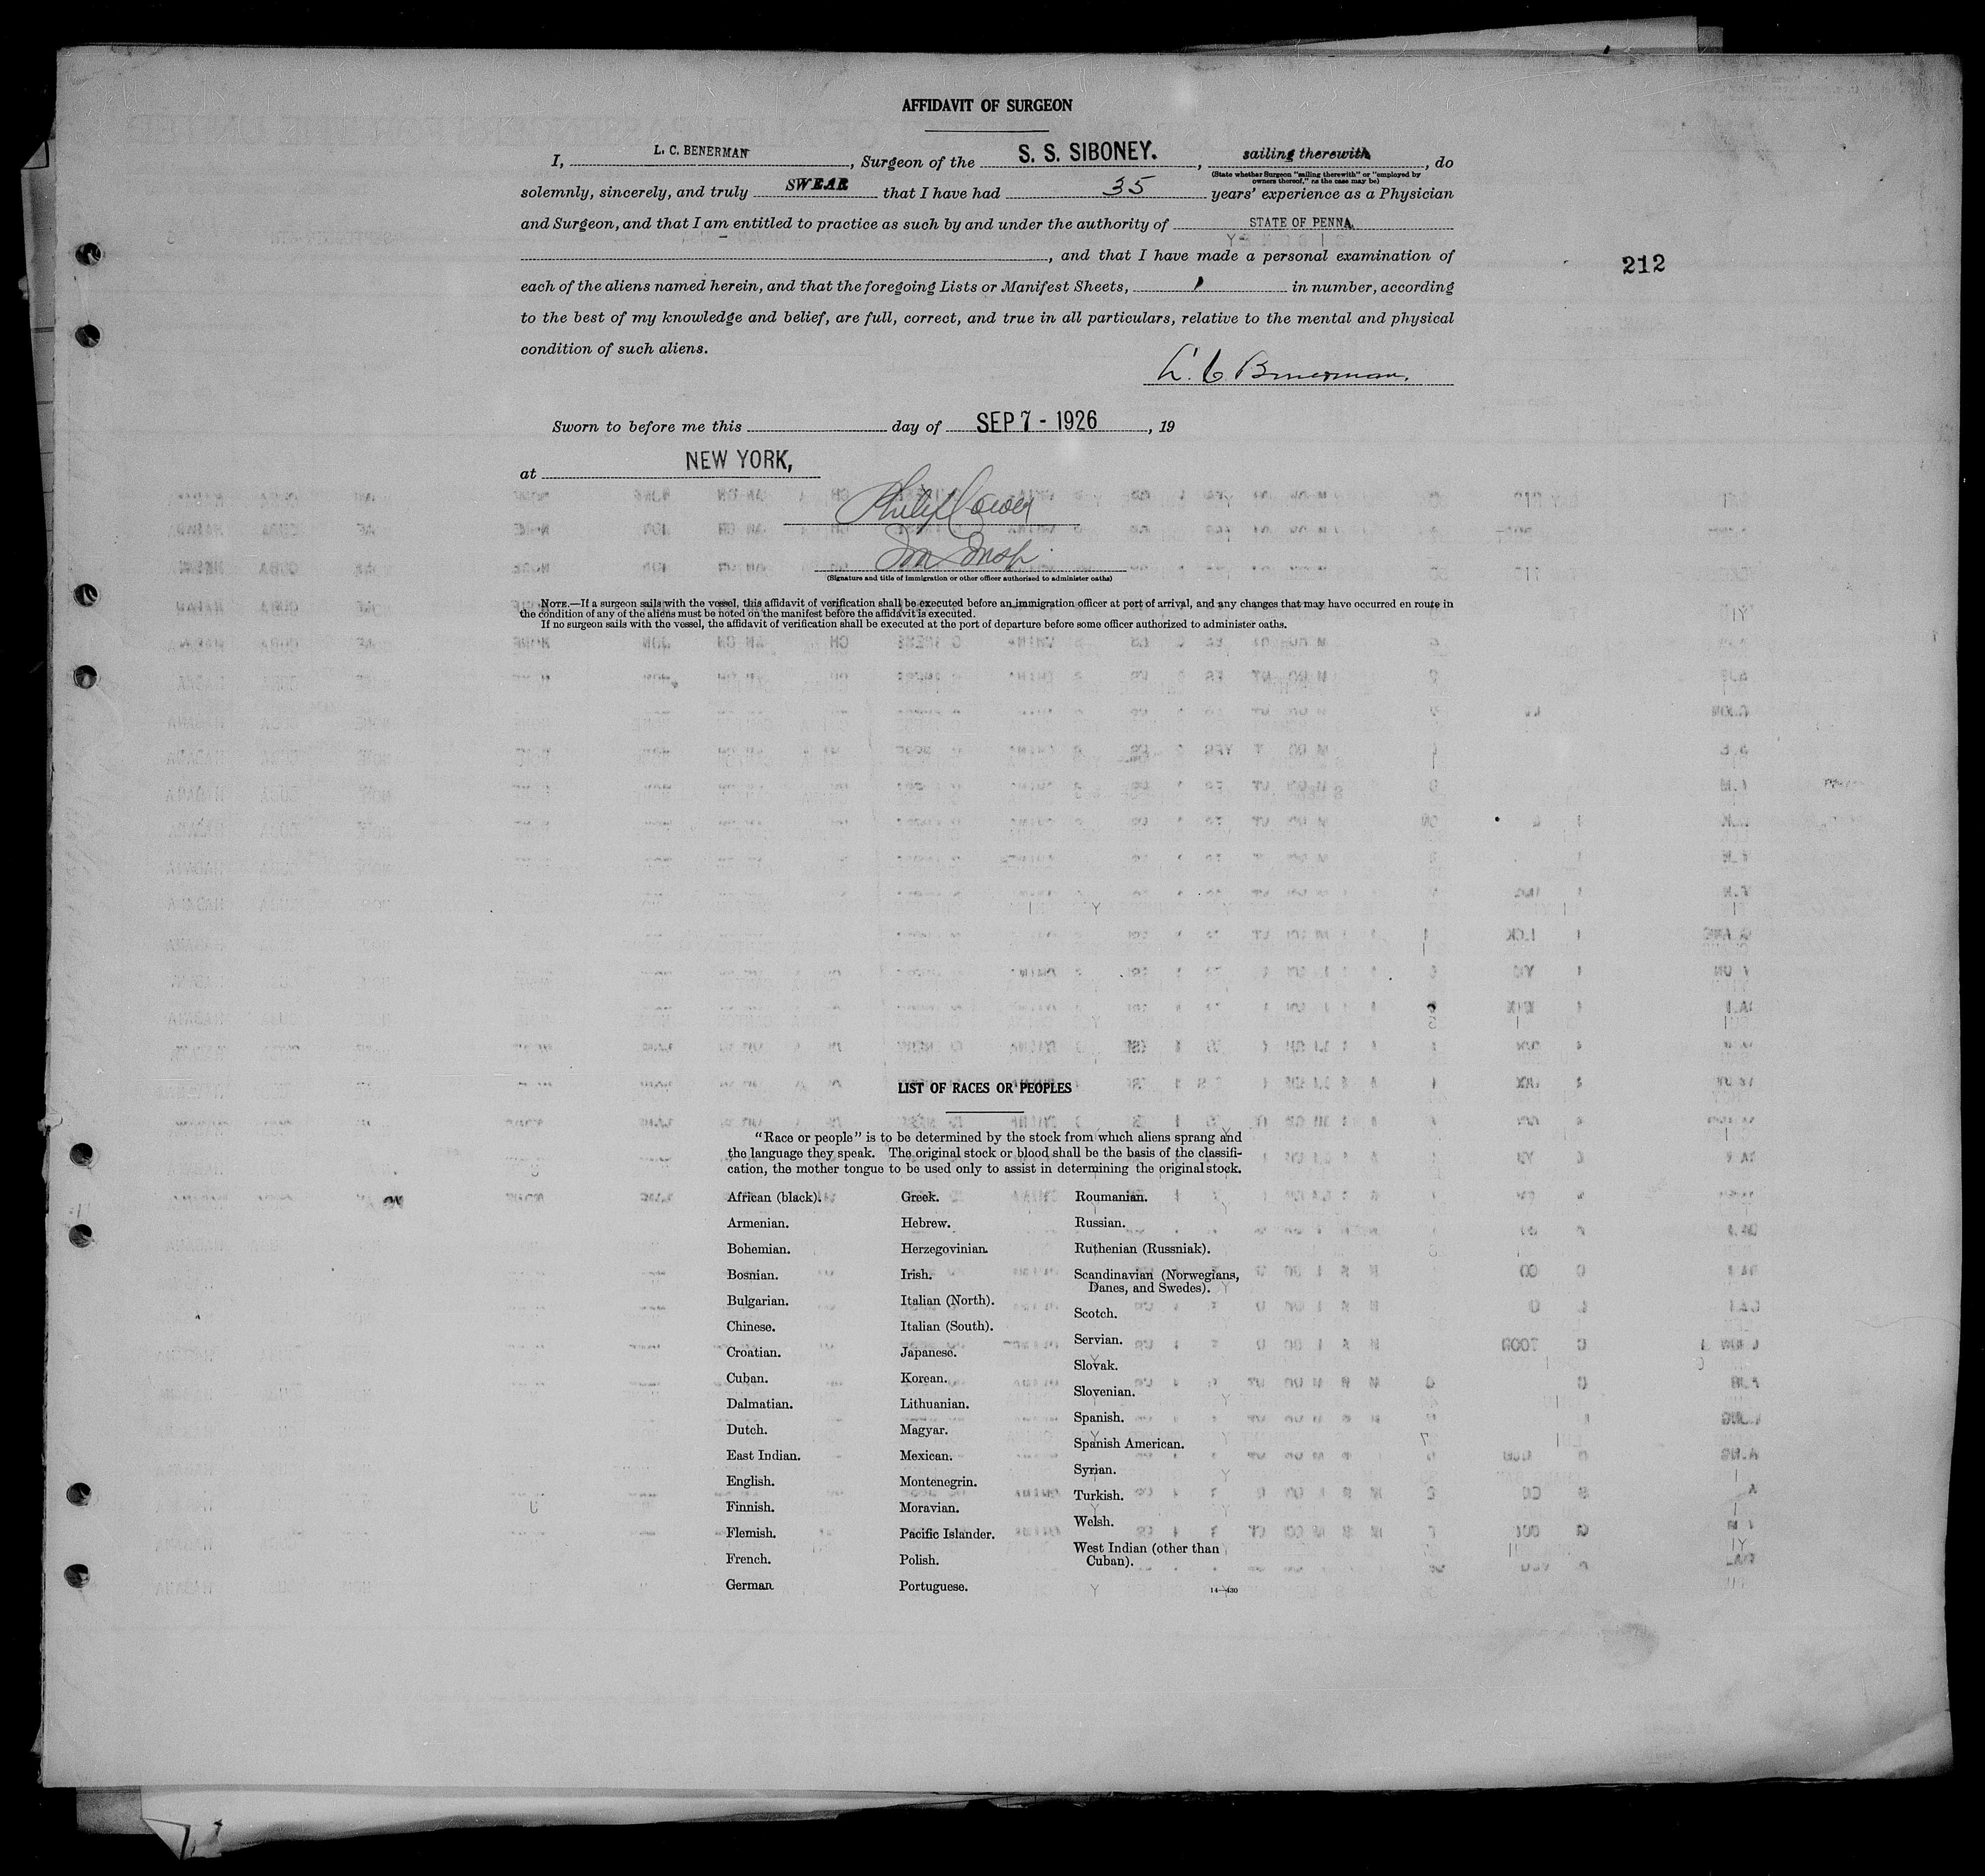 AFFIDAVIT OF SURGEON
I, L. C. BENERMAN, Surgeon of the S. S. SIBONEY., sailing therewith, do
(State whether Surgeon "sailing therewith" or "employed by
owners thereof," as the case may be)
solemnly, sincerely, and truly SWEAR that I have had 35 years' experience as a Physician
and Surgeon, and that I am entitled to practice as such by and under the authority of STATE OF PENNA.
, and that I have made a personal examination of
212
each of the aliens named herein, and that the foregoing Lists or Manifest Sheets, in number, according
to the best of my knowledge and belief, are full, correct, and true in all particulars, relative to the mental and physical
condition of such aliens.
L. C. Benerman.
Sworn to before me this day of SEP 7 - 1926, 19
at NEW YORK,
Philip
Imm Insp.
(Signature and title of immigration or other officer authorized to administer oaths)
NOTE.—If a surgeon sails with the vessel, this affidavit of verification shall be executed before an immigration officer at port of arrival, and any changes that may have occurred en route in
the condition of any of the aliens must be noted on the manifest before the affidavit is executed.
If no surgeon sails with the vessel, the affidavit of verification shall be executed at the port of departure before some officer authorized to administer oaths.
LIST OF RACES OR PEOPLES
"Race or people" is to be determined by the stock from which aliens sprang and
the language they speak. The original stock or blood shall be the basis of the classifi-
cation, the mother tongue to be used only to assist in determining the original stock.
African (black).
Armenian.
Bohemian.
Bosnian.
Bulgarian.
Chinese.
Croatian.
Cuban.
Dalmatian.
Dutch.
East Indian.
English.
Finnish.
Flemish.
French.
German
Greek.
Hebrew.
Herzegovinian.
Irish.
Italian (North).
Italian (South).
Japanese.
Korean.
Lithuanian.
Magyar.
Mexican.
Montenegrin.
Moravian.
Pacific Islander.
Polish.
Portuguese.
Roumanian.
Russian.
Ruthenian (Russniak).
Scandinavian (Norwegians,
Danes, and Swedes).
Scotch.
Servian.
Slovak.
Slovenian.
Spanish.
Spanish American.
Syrian.
Turkish.
Welsh.
West Indian (other than
Cuban).
14—430